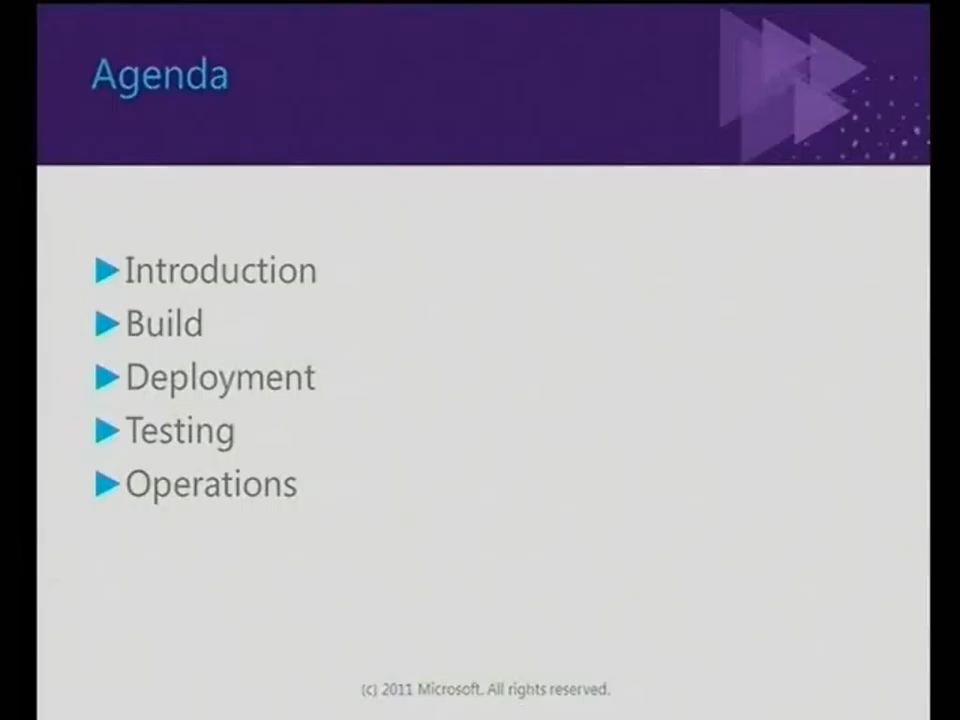 Agenda
Introduction
Build
Deployment
Testing
Operations
(c) 2011 Microsoft. All rights reserved.